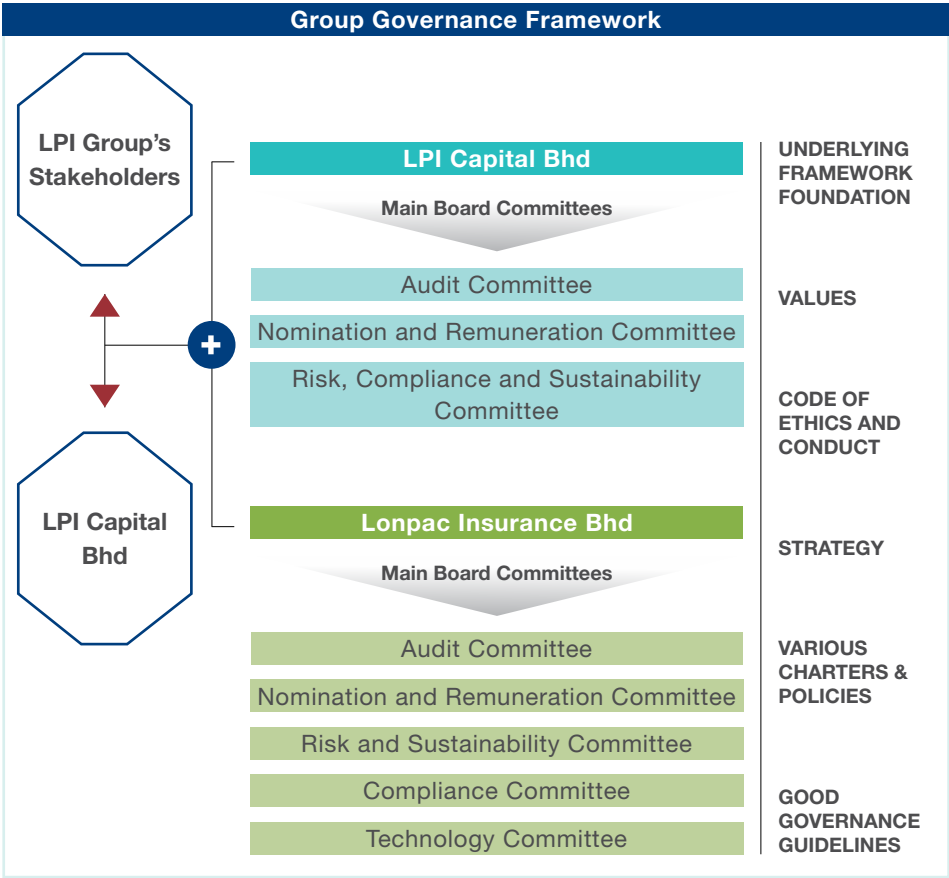 Group Governance Framework
LPI Group’s
Stakeholders
LPI Capital
Bhd
+
LPI Capital Bhd
Main Board Committees
Audit Committee
Nomination and Remuneration Committee
Risk, Compliance and Sustainability
Committee
Lonpac Insurance Bhd
Main Board Committees
Audit Committee
Nomination and Remuneration Committee
Risk and Sustainability Committee
Compliance Committee
Technology Committee
UNDERLYING
FRAMEWORK
FOUNDATION
VALUES
CODE OF
ETHICS AND
CONDUCT
STRATEGY
VARIOUS
CHARTERS &
POLICIES
GOOD
GOVERNANCE
GUIDELINES